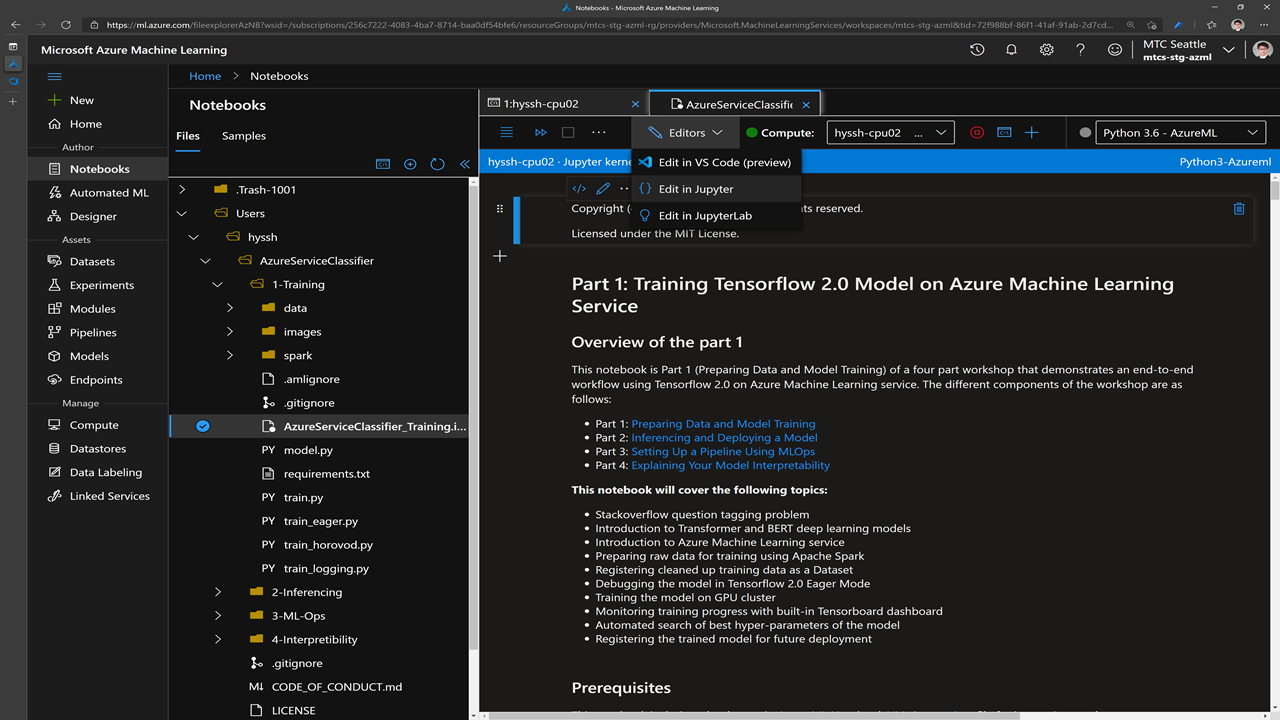 Notebooks - Microsoft Azure Machine Learning
https://ml.azure.com/fileexplorerAzNB?wsid=/subscriptions/256c7222-4083-4ba7-8714-baa0df54bfe6/resourceGroups/mtcs-stg-azml-rg/providers/Microsoft.MachineLearningServices/workspaces/mtcs-stg-azml&tid=72f988bf-86f1-41af-91ab-2d7cd...
Microsoft Azure Machine Learning
MTC Seattle
mtcs-stg-azml
New
Home
Author
Notebooks
Automated ML
Designer
Assets
Datasets
Experiments
Modules
Pipelines
Models
Endpoints
Manage
Compute
Datastores
Data Labeling
Linked Services
Home > Notebooks
Notebooks
Files Samples
.Trash-1001
Users
hyssh
AzureServiceClassifier
1-Training
data
images
spark
.amlignore
.gitignore
AzureServiceClassifier_Training.i...
PY model.py
requirements.txt
PY train.py
PY train_eager.py
PY train_horovod.py
PY train_logging.py
2-Inferencing
3-ML-Ops
4-Interpretibility
.gitignore
M↓ CODE_OF_CONDUCT.md
LICENSE
1:hyssh-cpu02
AzureServiceClassifi
Editors
Compute:
hyssh-cpu02 ...
Python 3.6 - AzureML
hyssh-cpu02 · Jupyter kerne
Python3-Azureml
Edit in VS Code (preview)
Edit in Jupyter
Edit in JupyterLab
Copyright ts reserved.
Licensed under the MIT License.
Part 1: Training Tensorflow 2.0 Model on Azure Machine Learning
Service
Overview of the part 1
This notebook is Part 1 (Preparing Data and Model Training) of a four part workshop that demonstrates an end-to-end
workflow using Tensorflow 2.0 on Azure Machine Learning service. The different components of the workshop are as
follows:
• Part 1: Preparing Data and Model Training
• Part 2: Inferencing and Deploying a Model
• Part 3: Setting Up a Pipeline Using MLOps
• Part 4: Explaining Your Model Interpretability
This notebook will cover the following topics:
• Stackoverflow question tagging problem
• Introduction to Transformer and BERT deep learning models
• Introduction to Azure Machine Learning service
• Preparing raw data for training using Apache Spark
• Registering cleaned up training data as a Dataset
• Debugging the model in Tensorflow 2.0 Eager Mode
• Training the model on GPU cluster
• Monitoring training progress with built-in Tensorboard dashboard
• Automated search of best hyper-parameters of the model
• Registering the trained model for future deployment
Prerequisites